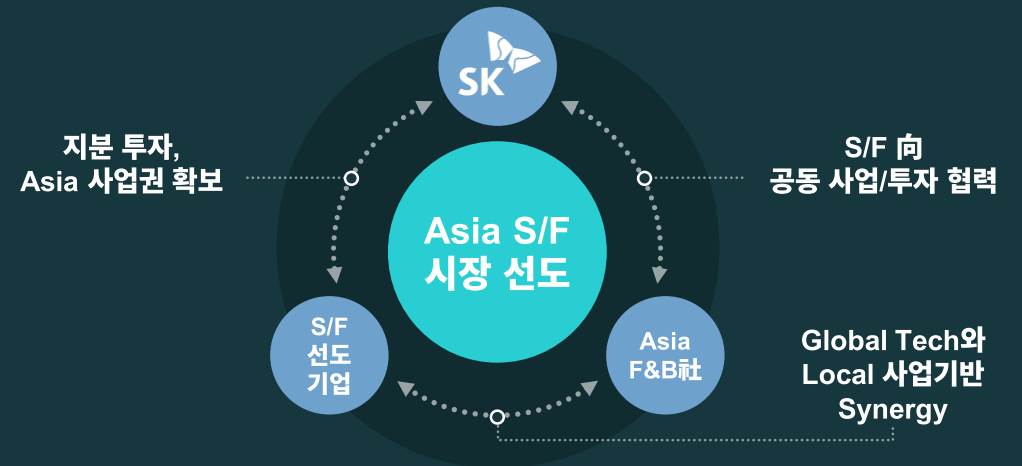 SK
지분 투자,
Asia 사업권 확보
S/F 向
공동 사업/투자 협력
Asia S/F
시장 선도
S/F
선도
기업
Asia
F&B社
Global Tech와
Local 사업기반
Synergy